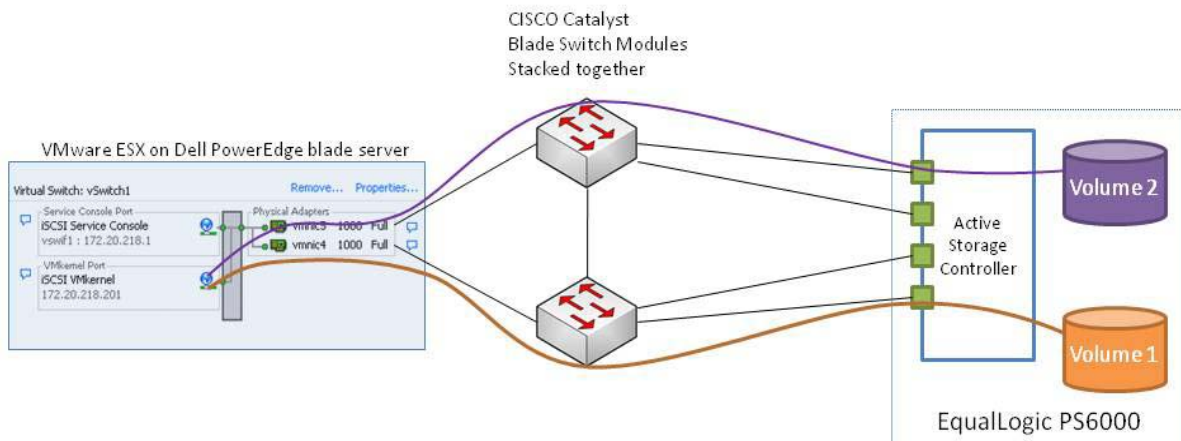 CISCO Catalyst
Blade Switch Modules
Stacked together
VMware ESX on Dell PowerEdge blade server
Virtual Switch: vSwitch1
Remove... Properties...
Service Console Port
iSCSI Service Console
vswif1 : 172.20.218.1
Physical Adapters
vmnic3 1000 Full
vmnic4 1000 Full
VMkernel Port
iSCSI VMkernel
172.20.218.201
Active
Storage
Controller
Volume 2
Volume 1
EqualLogic PS6000